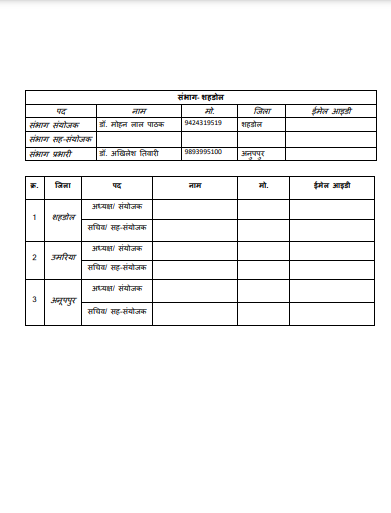 संभाग- शहडोल
पद नाम मो. जिला ईमेल आइडी
संभाग संयोजक डॉ. मोहन लाल पाठक 9424319519 शहडोल
संभाग सह-संयोजक
संभाग प्रभारी डॉ. अखिलेश तिवारी 9893995100 अनुपपुर
क्र. जिला पद नाम मो. ईमेल आइडी
1 शहडोल अध्यक्ष/ संयोजक
सचिव/ सह-संयोजक
2 उमरिया अध्यक्ष/ संयोजक
सचिव/ सह-संयोजक
3 अनूपपुर अध्यक्ष/ संयोजक
सचिव/ सह-संयोजक